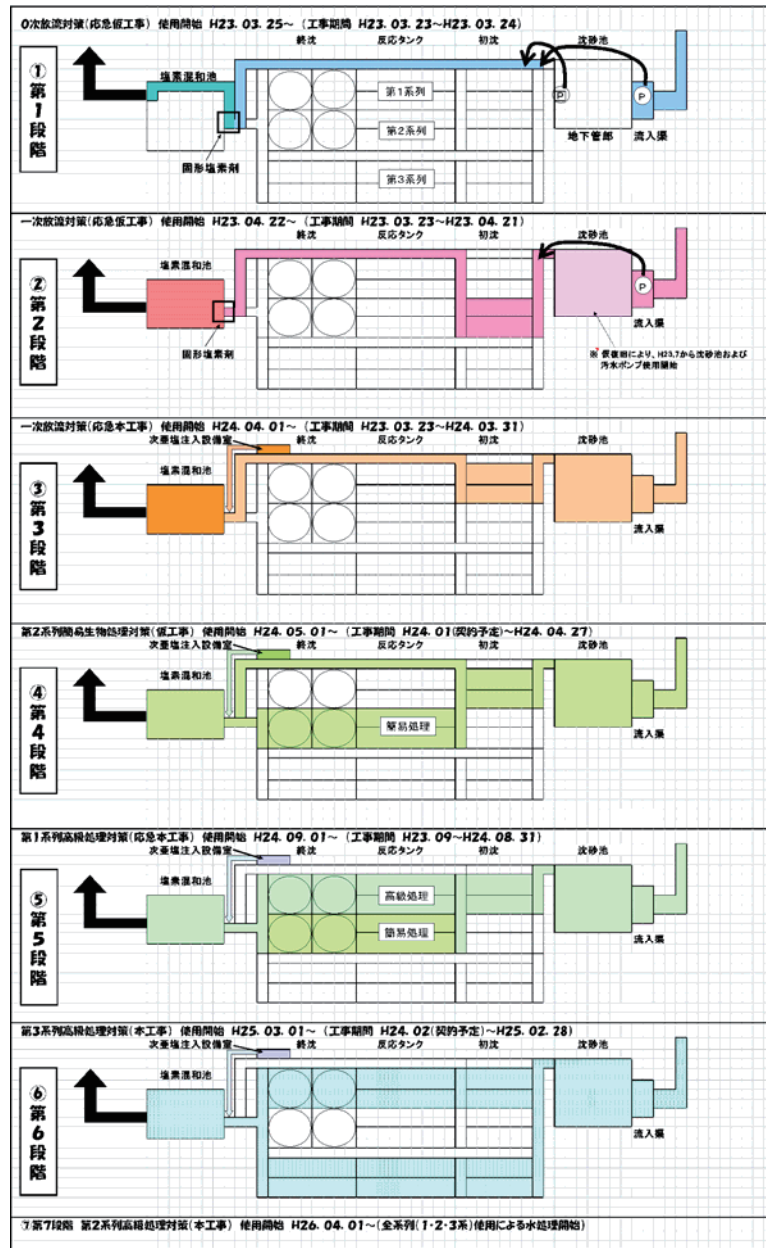 0次放流対策(応急仮工事) 使用開始 H23.03.25～ (工事期間 H23.03.23～H23.03.24)
終沈 反応タンク 初沈 沈砂池
塩素混和池
①第1段階
第1系列
P P
第2系列
地下管郎 流入渠
固形塩素剤
第3系列
一次放流対策(応急仮工事) 使用開始 H23.04.22～ (工事期間 H23.03.23～H23.04.21)
終沈 反応タンク 初沈 沈砂池
塩素混和池
②第2段階
P
流入渠
固形塩素剤
※ 仮復旧により、H23.7から沈砂池および
汚水ポンプ使用開始
一次放流対策(応急本工事) 使用開始 H24.04.01～ (工事期間 H23.03.23～H24.03.31)
次亜塩注入設備室 終沈 反応タンク 初沈 沈砂池
塩素混和池
③第3段階
流入渠
第2系列簡易生物処理対策(仮工事) 使用開始 H24.05.01～ (工事期間 H24.01(契約予定)～H24.04.27)
次亜塩注入設備室 終沈 反応タンク 初沈 沈砂池
塩素混和池
④第4段階
簡易処理
流入渠
第1系列高級処理対策(応急本工事) 使用開始 H24.09.01～ (工事期間 H23.09～H24.08.31)
次亜塩注入設備室 終沈 反応タンク 初沈 沈砂池
塩素混和池
⑤第5段階
高級処理
簡易処理
流入渠
第3系列高級処理対策(本工事) 使用開始 H25.03.01～ (工事期間 H24.02(契約予定)～H25.02.28)
次亜塩注入設備室 終沈 反応タンク 初沈 沈砂池
塩素混和池
⑥第6段階
流入渠
⑦第7段階 第2系列高級処理対策(本工事) 使用開始 H26.04.01～(全系列(1・2・3系)使用による水処理開始)